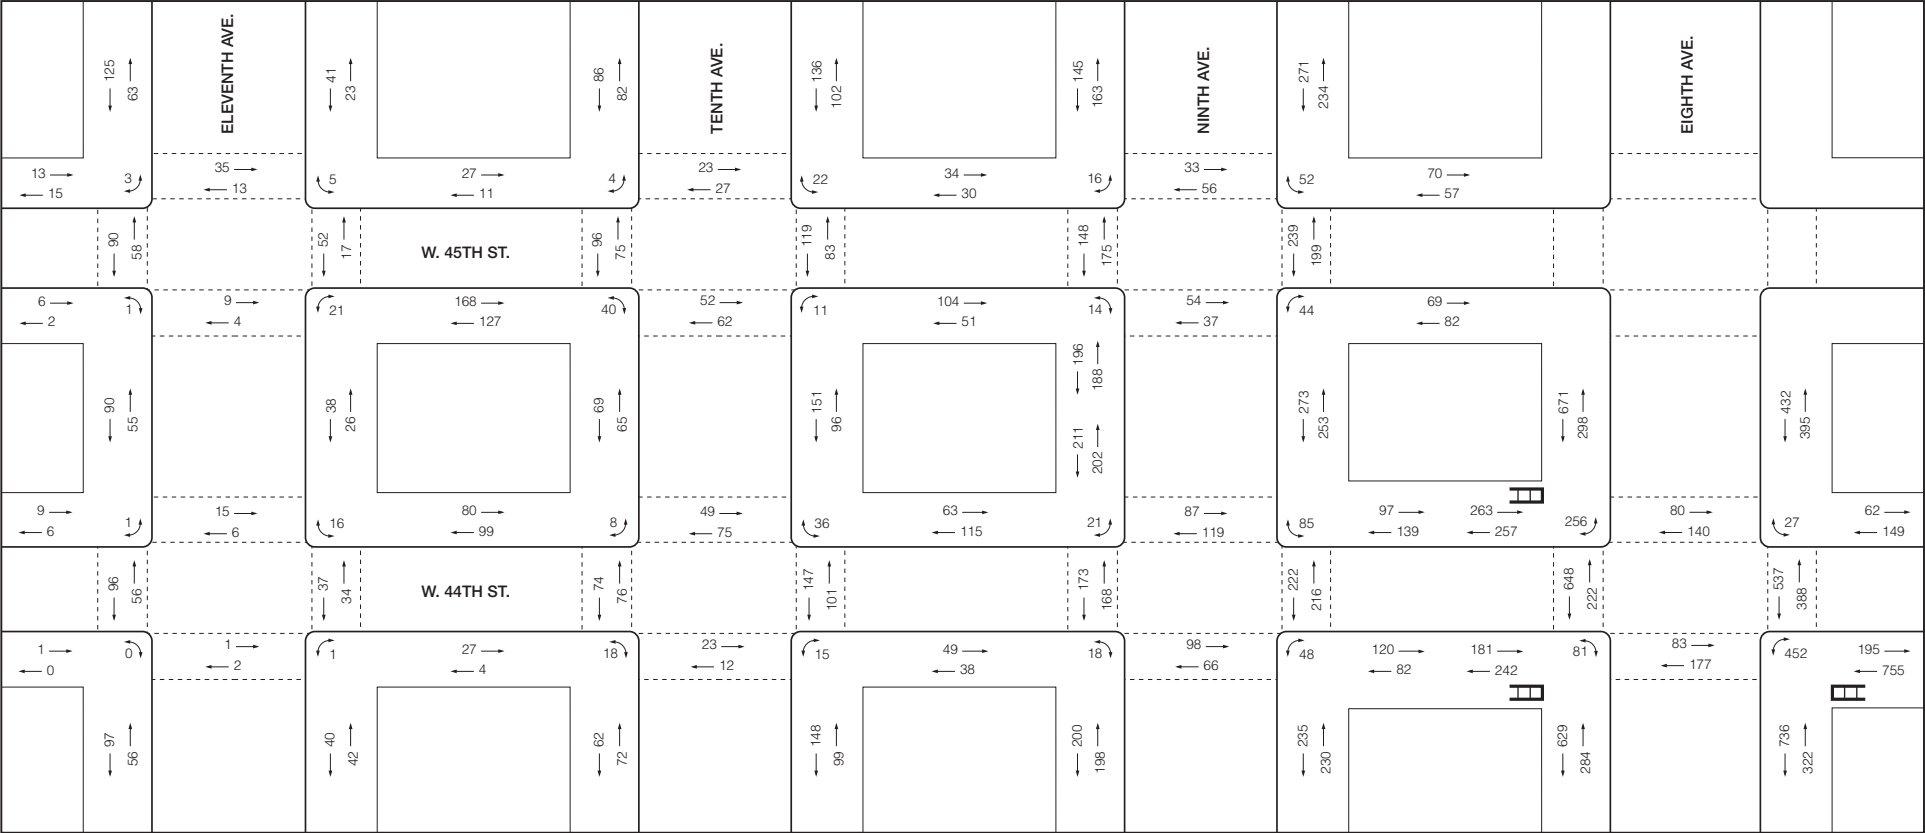 ELEVENTH AVE.
TENTH AVE.
NINTH AVE.
EIGHTH AVE.
125 63 41 23 86 82 136 102 145 163 271 234
13 3 35 5 27 4 23 22 34 16 33 52 70
15 13 11 27 30 56 57
90 58 52 17 W. 45TH ST. 96 75 119 83 148 175 239 199
6 1 9 21 168 40 52 11 104 14 54 44 69
2 4 127 62 51 37 82
196 188
90 55 38 26 69 65 151 96 211 202 273 253 671 298 432 395
9 1 15 16 80 8 49 36 63 21 87 85 97 263 256 80 27 62
6 6 99 75 115 119 139 257 140 149
96 56 37 34 W. 44TH ST. 74 76 147 101 173 168 222 216 648 222 537 388
1 0 1 1 27 18 23 15 49 18 98 48 120 181 81 83 452 195
0 2 4 12 38 66 82 242 177 755
97 56 40 42 62 72 148 99 200 198 235 230 629 284 736 322